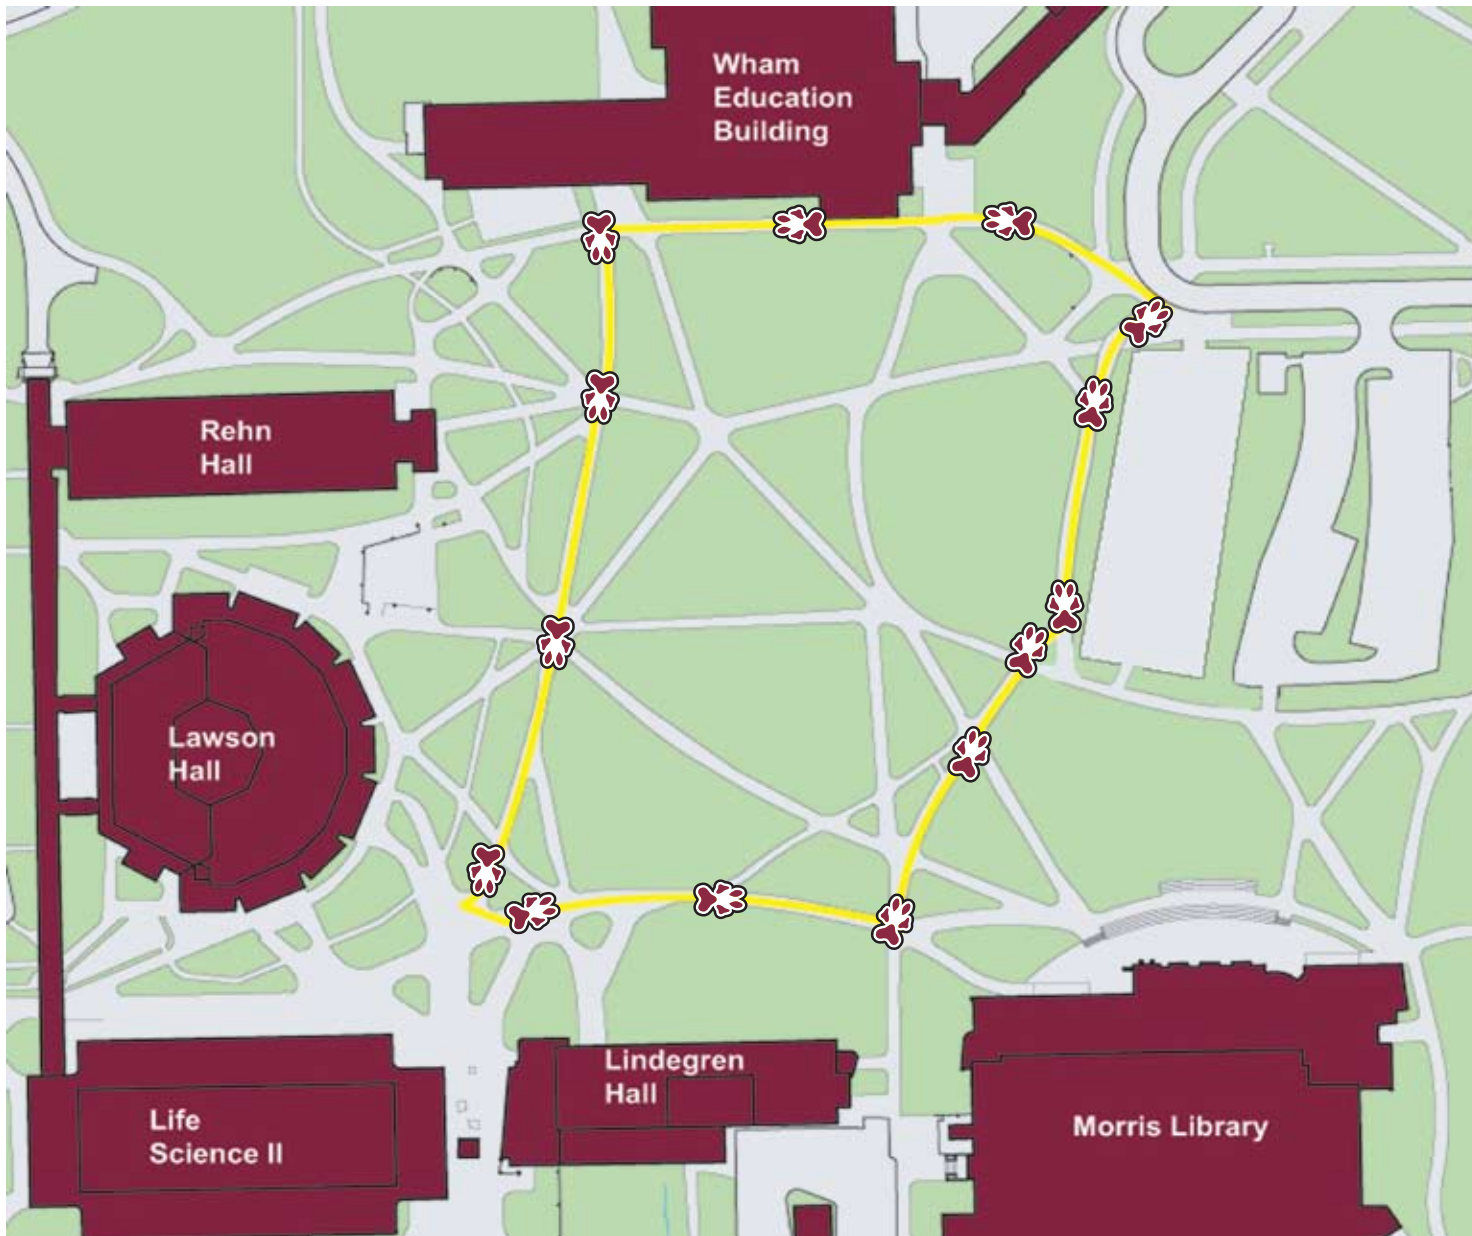 Wham
Education
Building
Rehn
Hall
Lawson
Hall
Lindegren
Hall
Life
Science II
Morris Library